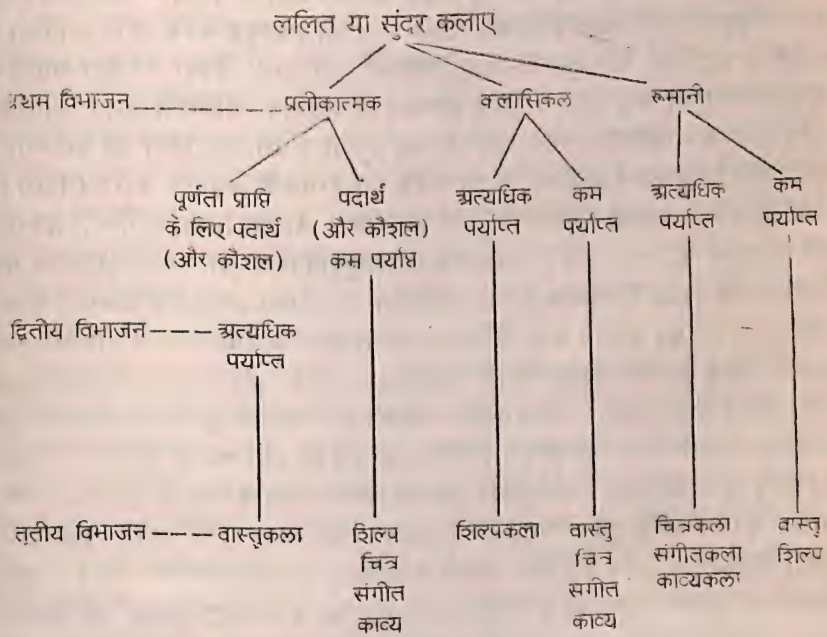 ललित या सुंदर कलाए
प्रथम विभाजन ---------- प्रतीकात्मक क्लासिकल रूमानी
पूर्णता प्राप्ति पदार्थ अत्यधिक कम अत्यधिक कम
के लिए पदार्थ (और कौशल) पर्याप्त पर्याप्त पर्याप्त पर्याप्त
(और कौशल) कम पर्याप्त
द्वितीय विभाजन --- --- अत्यधिक
पर्याप्त
तृतीय विभाजन --- --- वास्तुकला शिल्प शिल्पकला वास्तु चित्रकला वास्तु
चित्र चित्र संगीतकला शिल्प
संगीत संगीत काव्यकला
काव्य काव्य